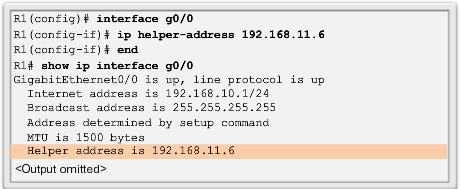 R1(config)# interface g0/0
R1(config-if)# ip helper-address 192.168.11.6
R1(config-if)# end
R1# show ip interface g0/0
GigabitEthernet0/0 is up, line protocol is up
Internet address is 192.168.10.1/24
Broadcast address is 255.255.255.255
Address determined by setup command
MTU is 1500 bytes
Helper address is 192.168.11.6
<Output omitted>